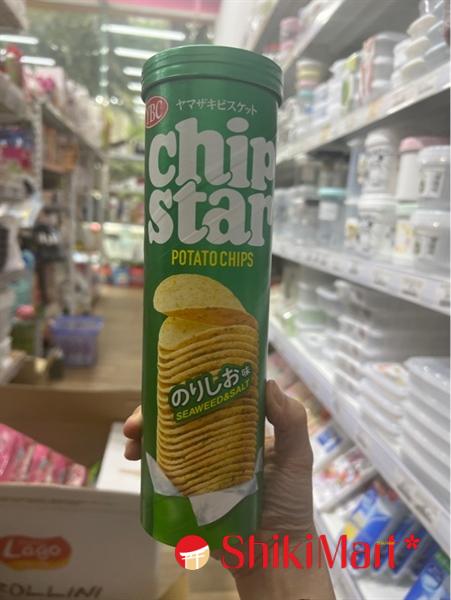 YBC
ヤマザキビスケット
Chip
Star
POTATO CHIPS
のりしお味
SEAWEED&SALT
Lago
POLLINI
ShikiMart*